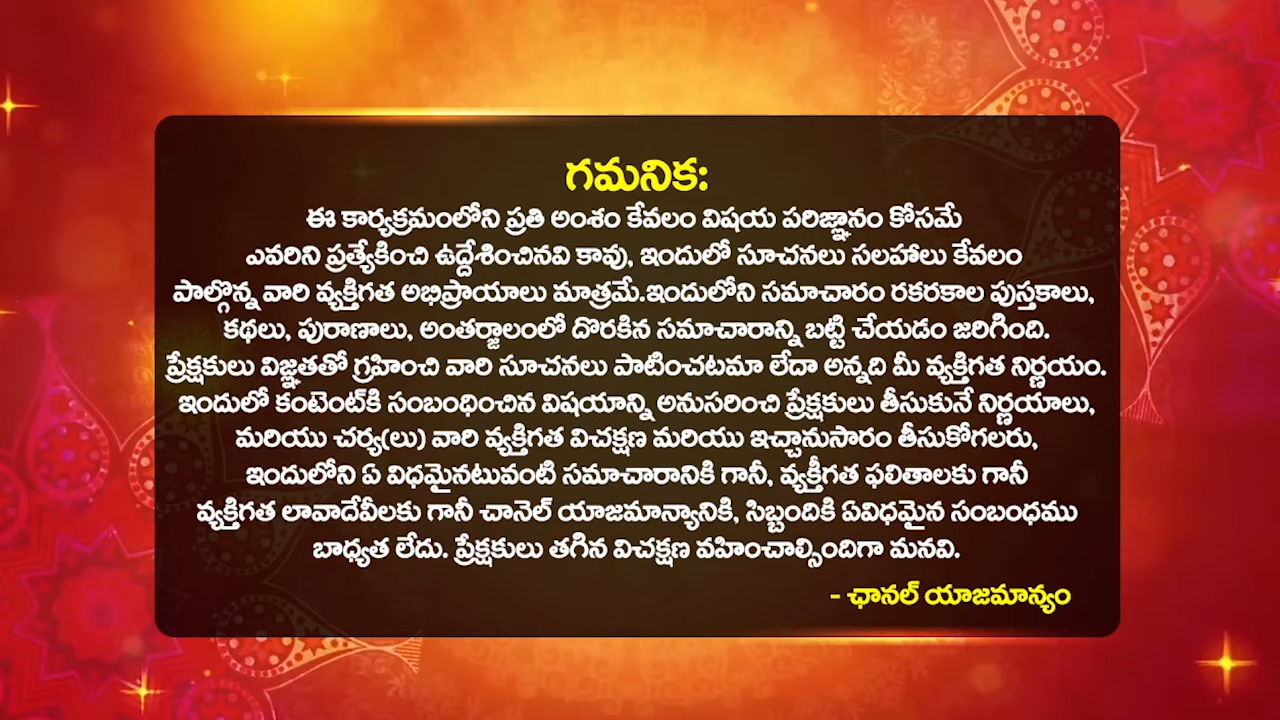 గమనిక:
ఈ కార్యక్రమంలోని ప్రతి అంశం కేవలం విషయ పరిజ్ఞానం కోసమే
ఎవరిని ప్రత్యేకించి ఉద్దేశించినవి కావు, ఇందులో సూచనలు సలహాలు కేవలం
పాల్గొన్న వారి వ్యక్తిగత అభిప్రాయాలు మాత్రమే.ఇందులోని సమాచారం రకరకాల పుస్తకాలు,
కథలు, పురాణాలు, అంతర్జాలంలో దొరకిన సమాచారాన్ని బట్టి చేయడం జరిగింది.
ప్రేక్షకులు విజ్ఞతతో గ్రహించి వారి సూచనలు పాటించటమా లేదా అన్నది మీ వ్యక్తిగత నిర్ణయం.
ఇందులో కంటెంట్‌కి సంబంధించిన విషయాన్ని అనుసరించి ప్రేక్షకులు తీసుకునే నిర్ణయాలు,
మరియు చర్య(లు) వారి వ్యక్తిగత విచక్షణ మరియు ఇచ్చానుసారం తీసుకోగలరు,
ఇందులోని ఏ విధమైనటువంటి సమాచారానికి గానీ, వ్యక్తీగత ఫలితాలకు గానీ
వ్యక్తిగత లావాదేవీలకు గానీ చానెల్ యాజమాన్యానికి, సిబ్బందికి ఏవిధమైన సంబంధము
బాధ్యత లేదు. ప్రేక్షకులు తగిన విచక్షణ వహించాల్సిందిగా మనవి.
- ఛానల్ యాజమాన్యం